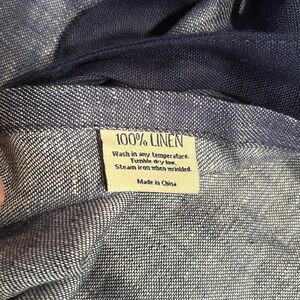 100% LINEN
Wash in any temperature.
Tumble dry low.
Steam iron when wrinkled.
Made in China